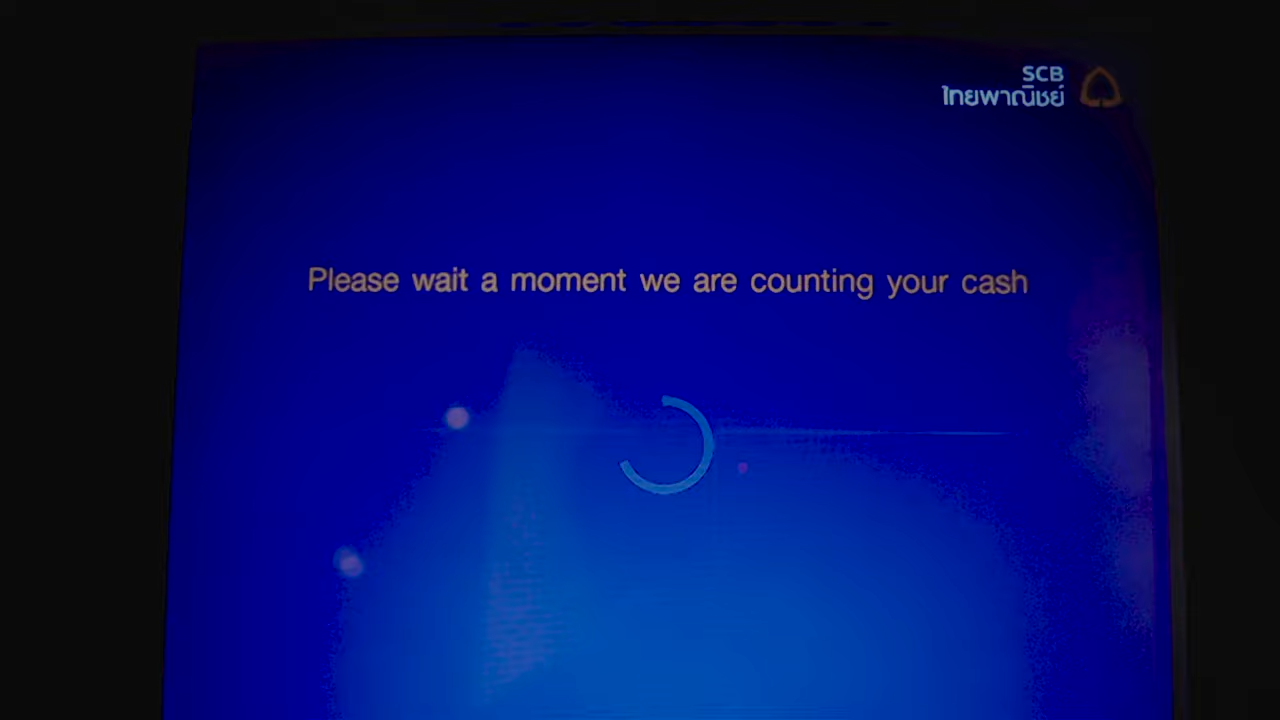 SCB
ไทยพาณิชย์
Please wait a moment we are counting your cash